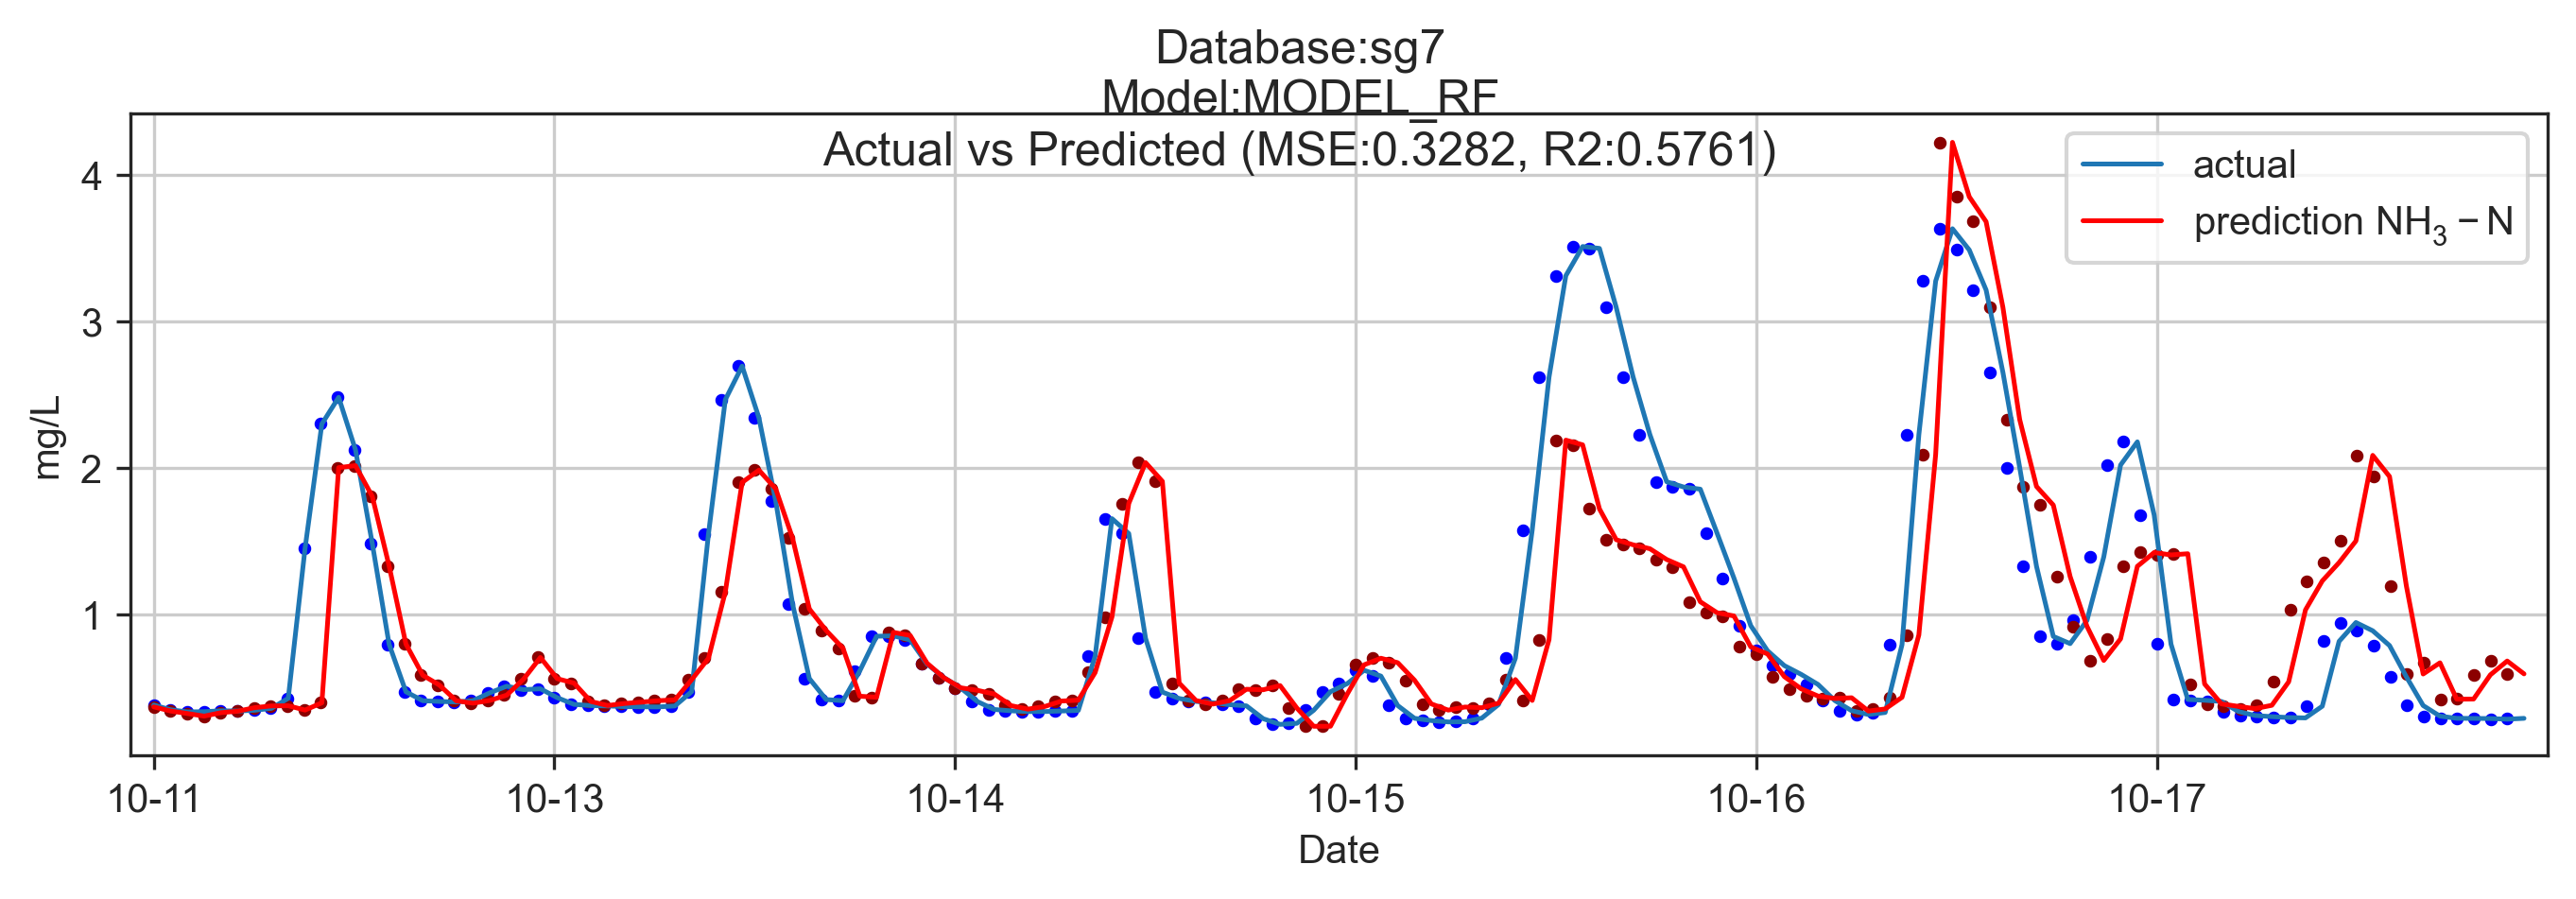 Database:sg7
Model:MODEL_RF
Actual vs Predicted (MSE:0.3282, R2:0.5761)
actual
prediction NH₃ − N
4
3
2
1
mg/L
10-11 10-13 10-14 10-15 10-16 10-17
Date